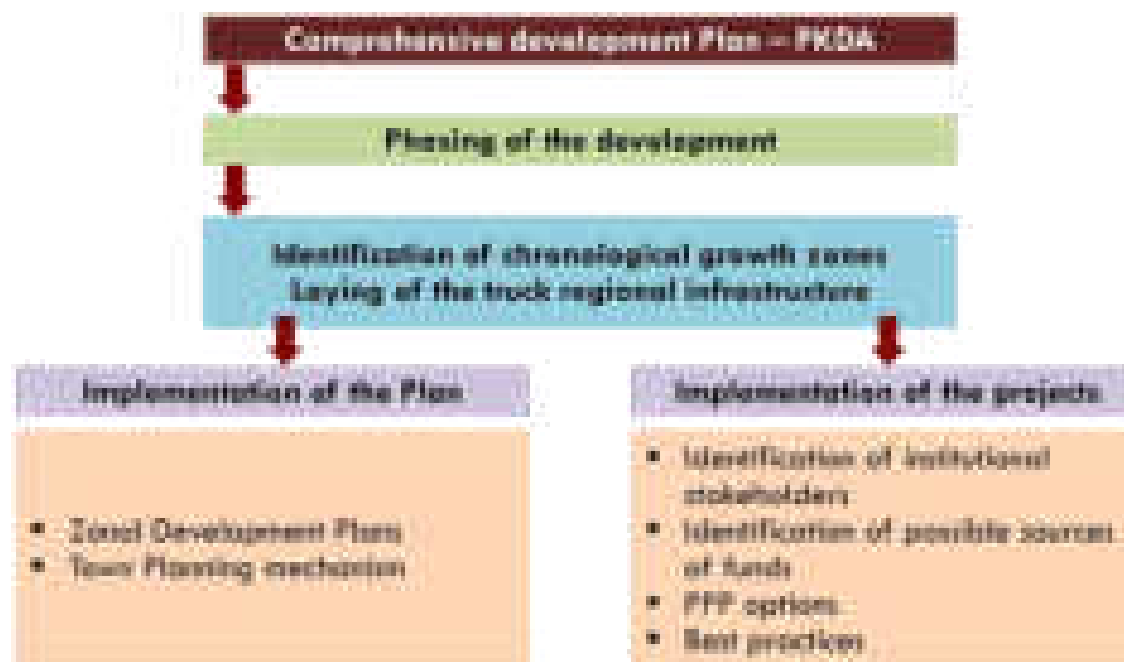 Comprehensive development Plan – PKDA
Phasing of the development
Identification of chronological growth zones
Laying of the truck regional infrastructure
Implementation of the Plan
▪ Zonal Development Plans
▪ Town Planning mechanism
Implementation of the projects
▪ Identification of institutional
stakeholders
▪ Identification of possible sources
of funds
▪ PPP options
▪ Best practices